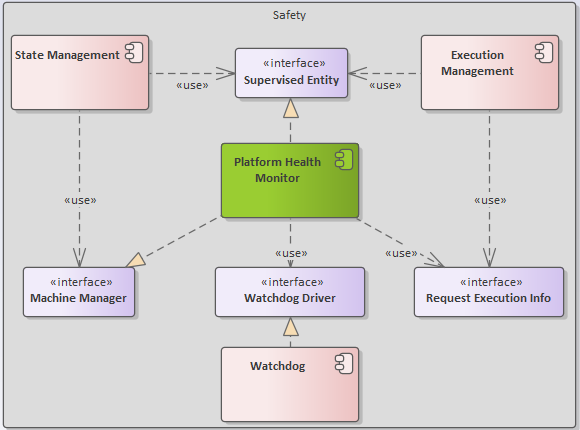 Safety
State Management
«interface»
Supervised Entity
Execution
Management
«use»
«use»
Platform Health
Monitor
«use»
«use»
«use»
«use»
«interface»
Machine Manager
«interface»
Watchdog Driver
«interface»
Request Execution Info
Watchdog